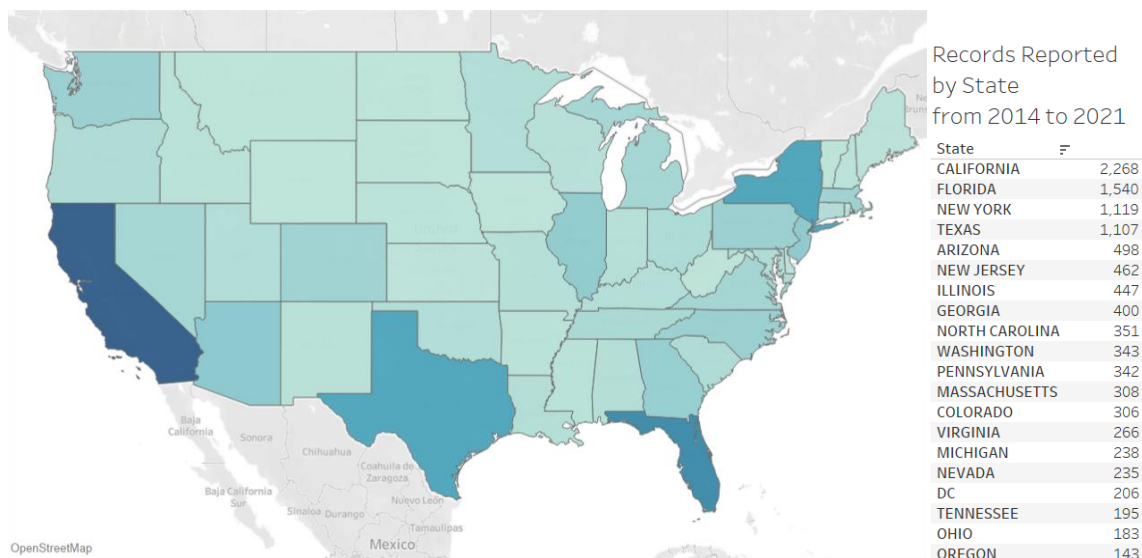 Records Reported
by State
from 2014 to 2021
State
CALIFORNIA 2,268
FLORIDA 1,540
NEW YORK 1,119
TEXAS 1,107
ARIZONA 498
NEW JERSEY 462
ILLINOIS 447
GEORGIA 400
NORTH CAROLINA 351
WASHINGTON 343
PENNSYLVANIA 342
MASSACHUSETTS 308
COLORADO 306
VIRGINIA 266
MICHIGAN 238
NEVADA 235
DC 206
TENNESSEE 195
OHIO 183
OREGON 143
Baja
California
Sonora
Chihuahua
Coahuila de
Zaragoza
Baja California
Sur
Nuevo León
Sinaloa
Durango
Tamaulipas
Mexico
OpenStreetMap